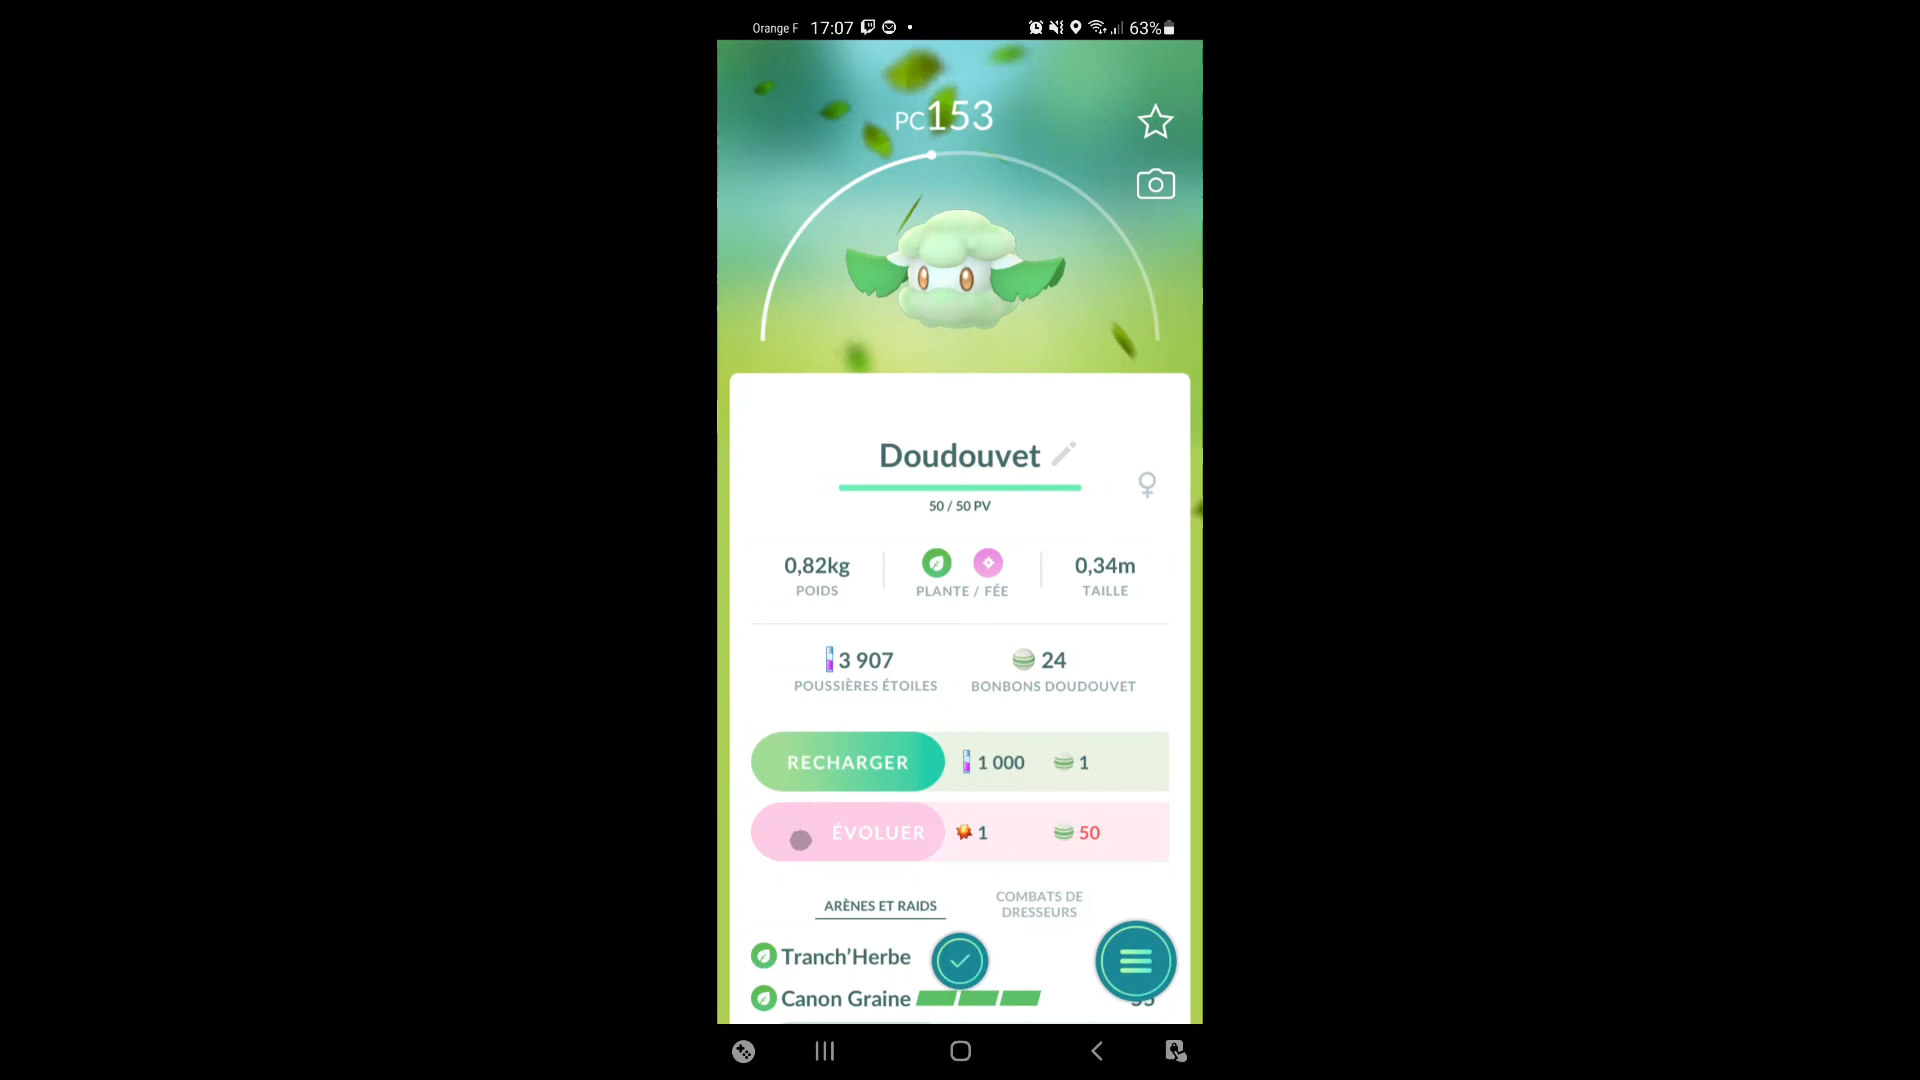 Orange F 17:07 63%
PC153
Doudouvet
50 / 50 PV
0,82kg
POIDS
PLANTE / FÉE
0,34m
TAILLE
3 907
POUSSIÈRES ÉTOILES
24
BONBONS DOUDOUVET
RECHARGER 1 000 1
ÉVOLUER 1 50
ARÈNES ET RAIDS
COMBATS DE
DRESSEURS
Tranch'Herbe
Canon Graine